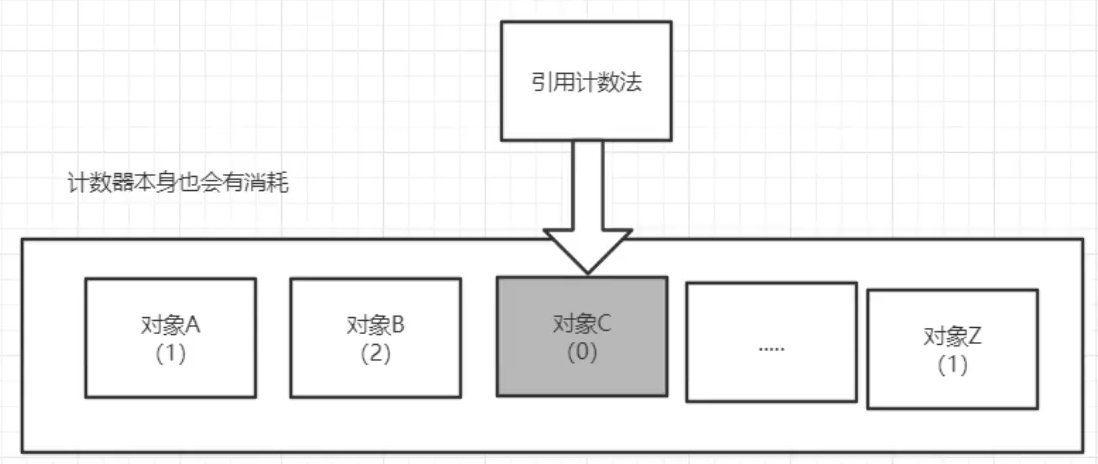 引用计数法
计数器本身也会有消耗
对象A
（1）
对象B
（2）
对象C
（0）
.....
对象Z
（1）